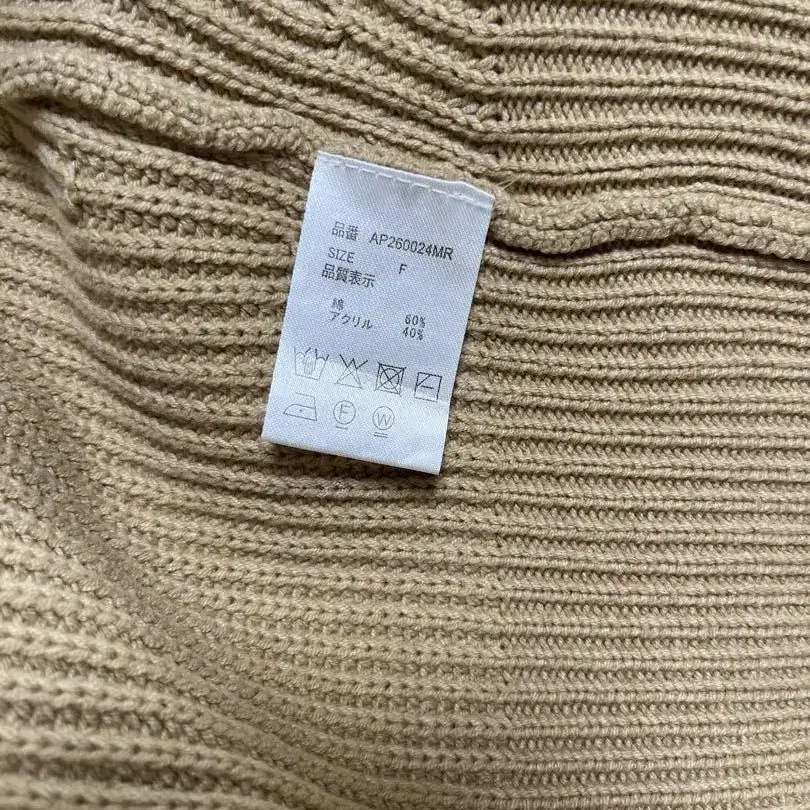 品番 AP260024MR
SIZE F
品質表示
綿 60%
アクリル 40%
F W